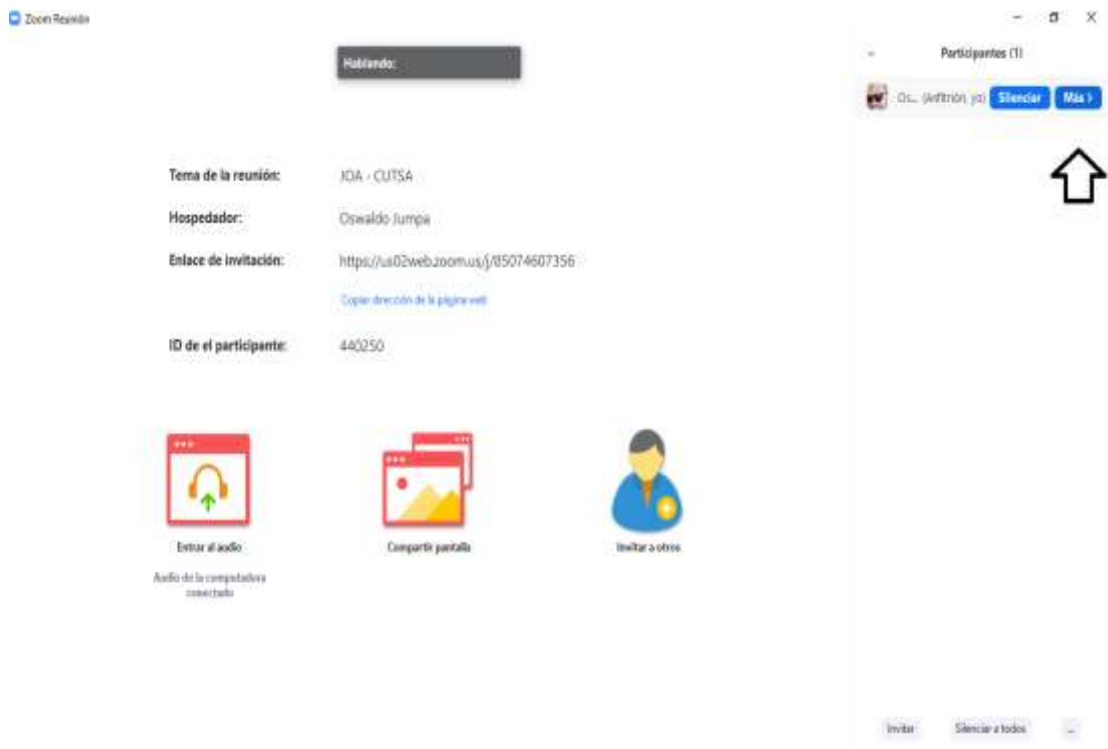 Zoom Reunión
Hablando:
Participantes (1)
Os... (Anfitrión, yo) Silenciar Más >
Tema de la reunión: JOA - CUTSA
Hospedador: Oswaldo Jumpa
Enlace de invitación: https://us02web.zoom.us/j/85074607356
Copiar dirección de la página web
ID de el participante: 440250
Entrar al audio
Compartir pantalla
Invitar a otros
Audio de la computadora
conectado
Invitar Silenciar a todos ...